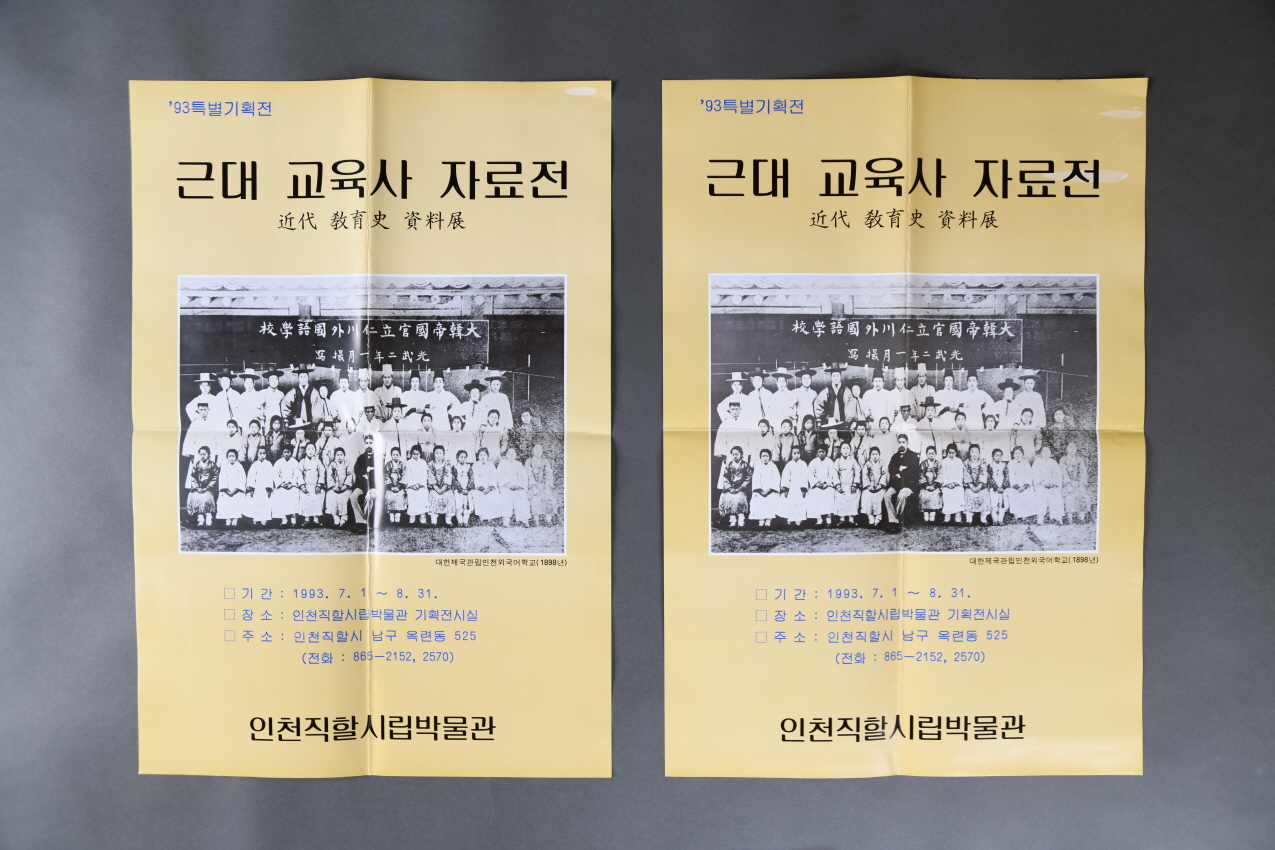 '93특별기획전
근대 교육사 자료전
近代 敎育史 資料展
大韓帝國官立仁川外國語學校
光武二年一月撮寫
대한제국관립인천외국어학교(1898년)
□ 기 간 : 1993. 7. 1 ~ 8. 31.
□ 장 소 : 인천직할시립박물관 기획전시실
□ 주 소 : 인천직할시 남구 옥련동 525
(전화 : 865-2152, 2570)
인천직할시립박물관
'93특별기획전
근대 교육사 자료전
近代 敎育史 資料展
大韓帝國官立仁川外國語學校
光武二年一月撮寫
대한제국관립인천외국어학교(1898년)
□ 기 간 : 1993. 7. 1 ~ 8. 31.
□ 장 소 : 인천직할시립박물관 기획전시실
□ 주 소 : 인천직할시 남구 옥련동 525
(전화 : 865-2152, 2570)
인천직할시립박물관